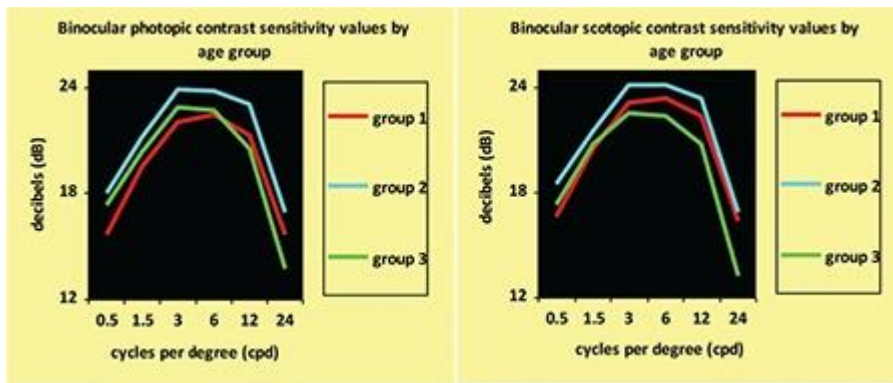 Binocular photopic contrast sensitivity values by
age group
24
18
12
decibels (dB)
0.5 1.5 3 6 12 24
cycles per degree (cpd)
group 1
group 2
group 3
Binocular scotopic contrast sensitivity values by
age group
24
18
12
decibels (dB)
0.5 1.5 3 6 12 24
cycles per degree (cpd)
group 1
group 2
group 3